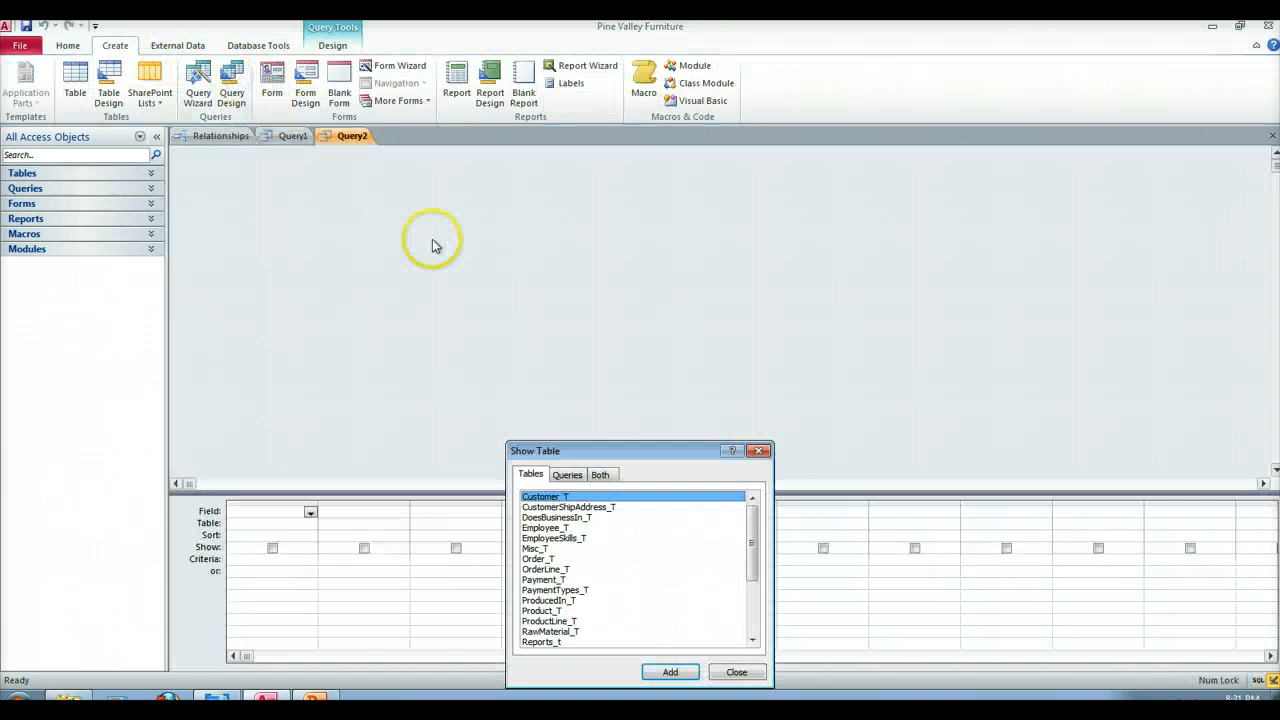 Query Tools
Pine Valley Furniture
File Home Create External Data Database Tools Design
Application Parts
Table
Table Design
SharePoint Lists
Query Wizard
Query Design
Form
Form Design
Blank Form
Form Wizard
Navigation
More Forms
Report
Report Design
Blank Report
Report Wizard
Labels
Macro
Module
Class Module
Visual Basic
Templates Tables Queries Forms Reports Macros & Code
All Access Objects
Relationships Query1 Query2
Search...
Tables
Queries
Forms
Reports
Macros
Modules
Show Table
Tables Queries Both
Customer_T
CustomerShipAddress_T
DoesBusinessIn_T
Employee_T
EmployeeSkills_T
Misc_T
Order_T
OrderLine_T
Payment_T
PaymentTypes_T
ProducedIn_T
Product_T
ProductLine_T
RawMaterial_T
Reports_t
Add Close
Field:
Table:
Sort:
Show:
Criteria:
or:
Ready
Num Lock
SQL
8:31 PM